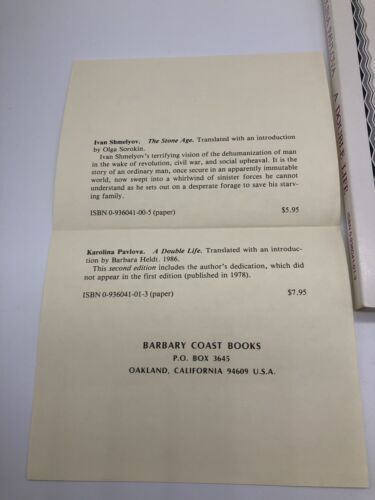 Ivan Shmelyov. The Stone Age. Translated with an introduction
by Olga Sorokin.
Ivan Shmelyov's terrifying vision of the dehumanization of man
in the wake of revolution, civil war, and social upheaval. It is the
story of an ordinary man, once secure in an apparently immutable
world, now swept into a whirlwind of sinister forces he cannot
understand as he sets out on a desperate forage to save his starv-
ing family.
ISBN 0-936041-00-5 (paper) $5.95
Karolina Pavlova. A Double Life. Translated with an introduc-
tion by Barbara Heldt. 1986.
This second edition includes the author's dedication, which did
not appear in the first edition (published in 1978).
ISBN 0-936041-01-3 (paper) $7.95
BARBARY COAST BOOKS
P.O. BOX 3645
OAKLAND, CALIFORNIA 94609 U.S.A.
A DOUBLE LIFE